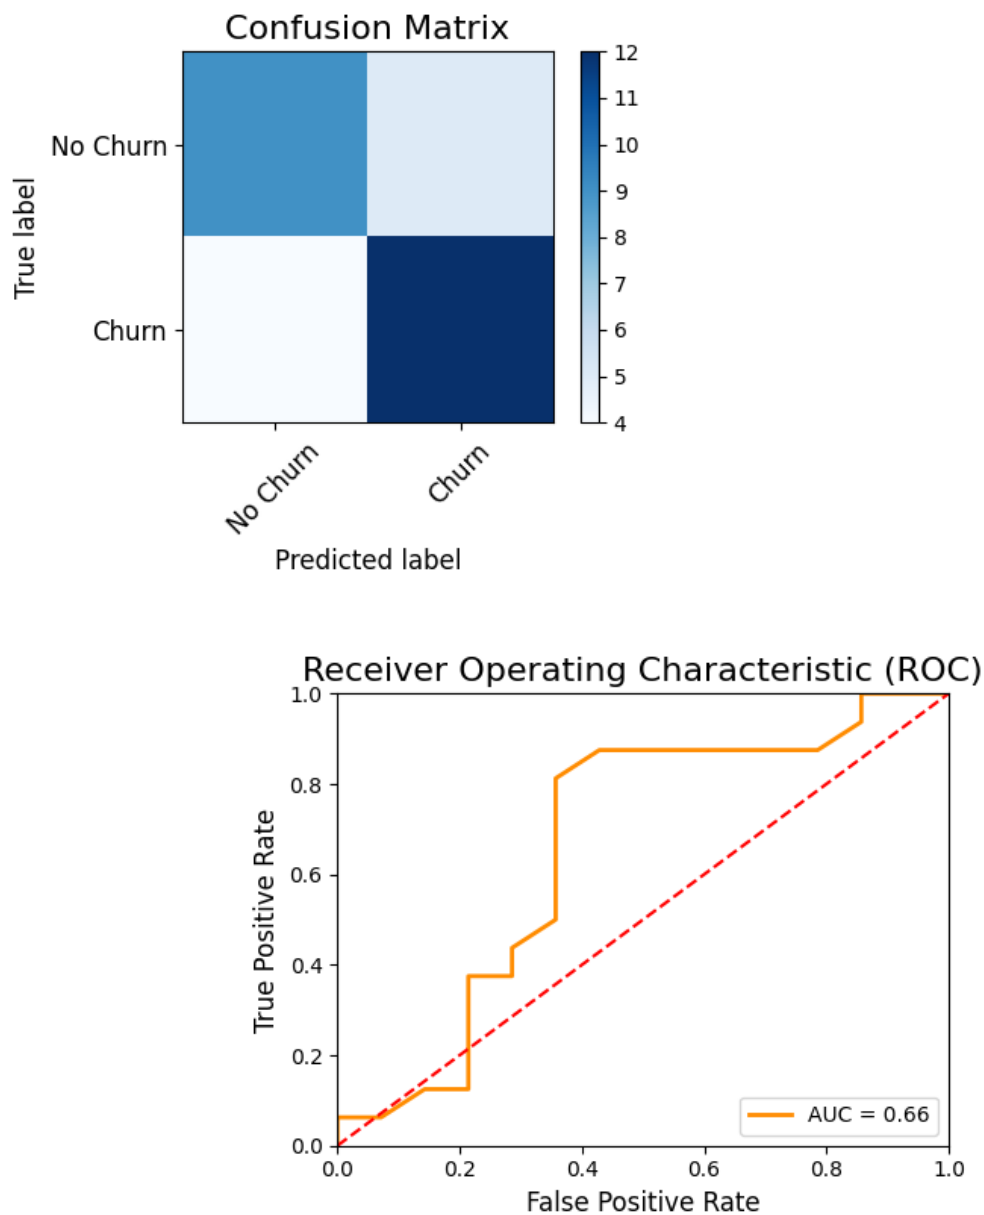 Confusion Matrix
No Churn
Churn
True label
No Churn
Churn
Predicted label
12
11
10
9
8
7
6
5
4
Receiver Operating Characteristic (ROC)
1.0
0.8
0.6
0.4
0.2
0.0
True Positive Rate
0.0 0.2 0.4 0.6 0.8 1.0
False Positive Rate
AUC = 0.66